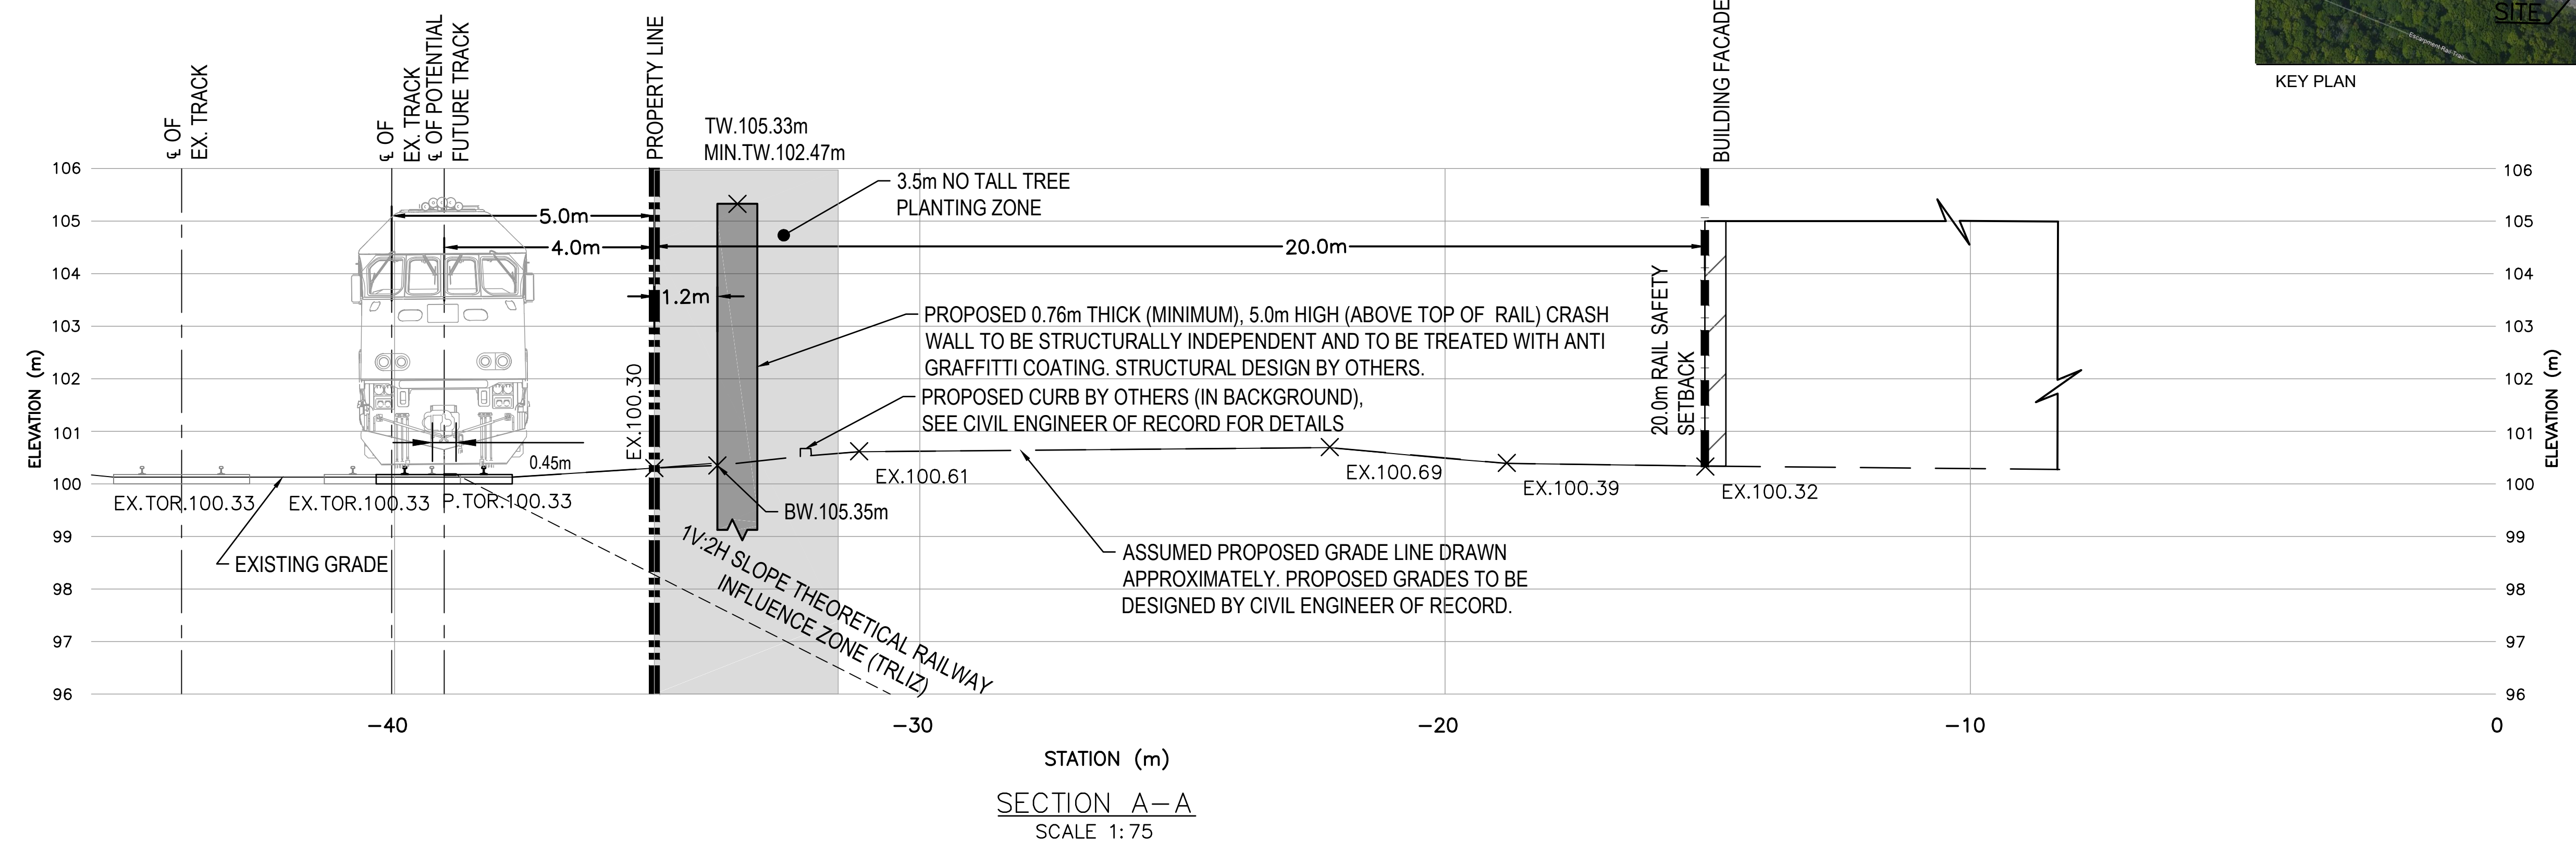 SITE
Escarpment Rail Trail
KEY PLAN
℄ OF
EX. TRACK
℄ OF
EX. TRACK
℄ OF POTENTIAL
FUTURE TRACK
PROPERTY LINE
BUILDING FACADE
TW.105.33m
MIN.TW.102.47m
3.5m NO TALL TREE
PLANTING ZONE
5.0m
4.0m
20.0m
1.2m
PROPOSED 0.76m THICK (MINIMUM), 5.0m HIGH (ABOVE TOP OF RAIL) CRASH
WALL TO BE STRUCTURALLY INDEPENDENT AND TO BE TREATED WITH ANTI
GRAFFITTI COATING. STRUCTURAL DESIGN BY OTHERS.
PROPOSED CURB BY OTHERS (IN BACKGROUND),
SEE CIVIL ENGINEER OF RECORD FOR DETAILS
20.0m RAIL SAFETY
SETBACK
EX.100.30
0.45m
EX.100.61
EX.100.69
EX.100.39
EX.100.32
EX.TOR.100.33
EX.TOR.100.33
P.TOR.100.33
BW.105.35m
EXISTING GRADE
1V:2H SLOPE THEORETICAL RAILWAY
INFLUENCE ZONE (TRLIZ)
ASSUMED PROPOSED GRADE LINE DRAWN
APPROXIMATELY. PROPOSED GRADES TO BE
DESIGNED BY CIVIL ENGINEER OF RECORD.
ELEVATION (m)
106
105
104
103
102
101
100
99
98
97
96
106
105
104
103
102
101
100
99
98
97
96
ELEVATION (m)
-40
-30
-20
-10
0
STATION (m)
SECTION A-A
SCALE 1:75